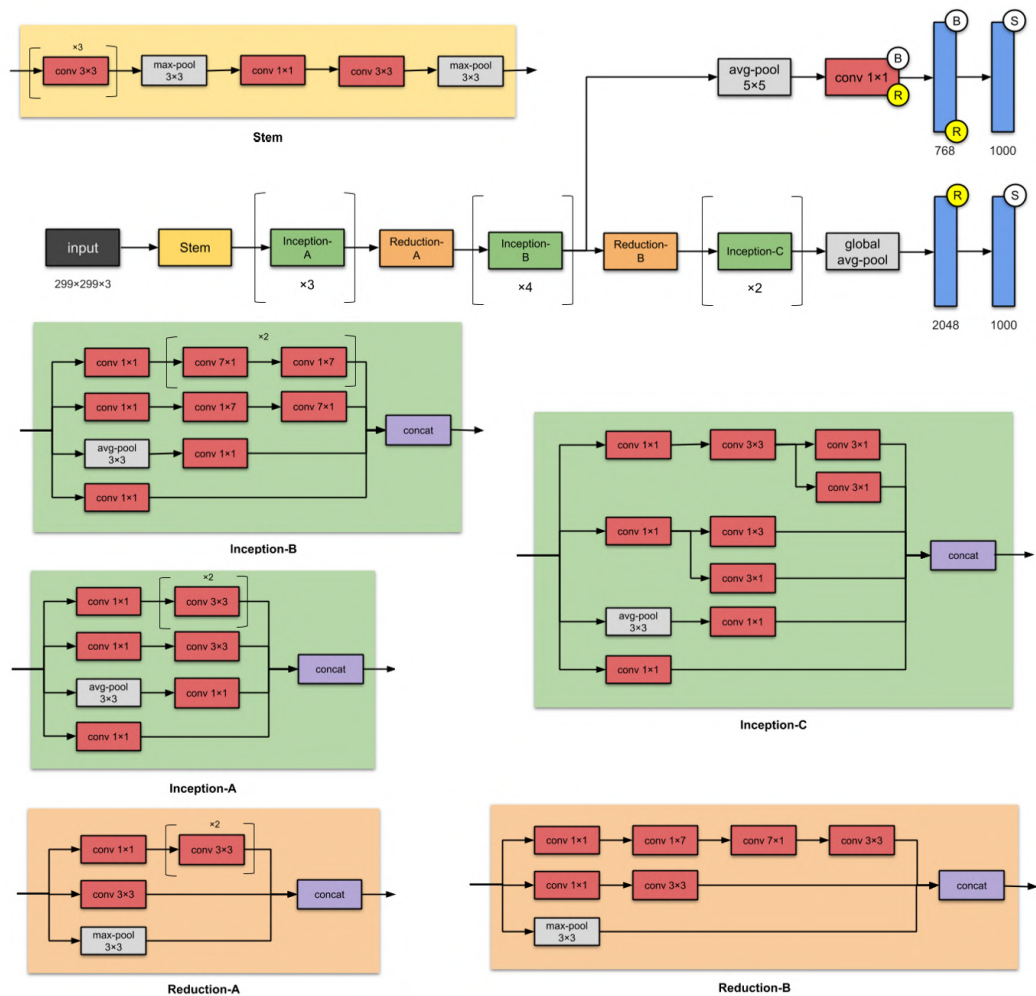 ×3
conv 3×3
max-pool
3×3
conv 1×1
conv 3×3
max-pool
3×3
Stem
avg-pool
5×5
conv 1×1
B
R
B
R
768
S
1000
input
299×299×3
Stem
Inception-
A
×3
Reduction-
A
Inception-
B
×4
Reduction-
B
Inception-C
×2
global
avg-pool
R
2048
S
1000
×2
conv 1×1
conv 7×1
conv 1×7
conv 1×1
conv 1×7
conv 7×1
avg-pool
3×3
conv 1×1
conv 1×1
concat
Inception-B
conv 1×1
conv 3×3
conv 3×1
conv 3×1
conv 1×1
conv 1×3
conv 3×1
avg-pool
3×3
conv 1×1
conv 1×1
concat
Inception-C
×2
conv 1×1
conv 3×3
conv 1×1
conv 3×3
avg-pool
3×3
conv 1×1
conv 1×1
concat
Inception-A
×2
conv 1×1
conv 3×3
conv 3×3
max-pool
3×3
concat
Reduction-A
conv 1×1
conv 1×7
conv 7×1
conv 3×3
conv 1×1
conv 3×3
max-pool
3×3
concat
Reduction-B